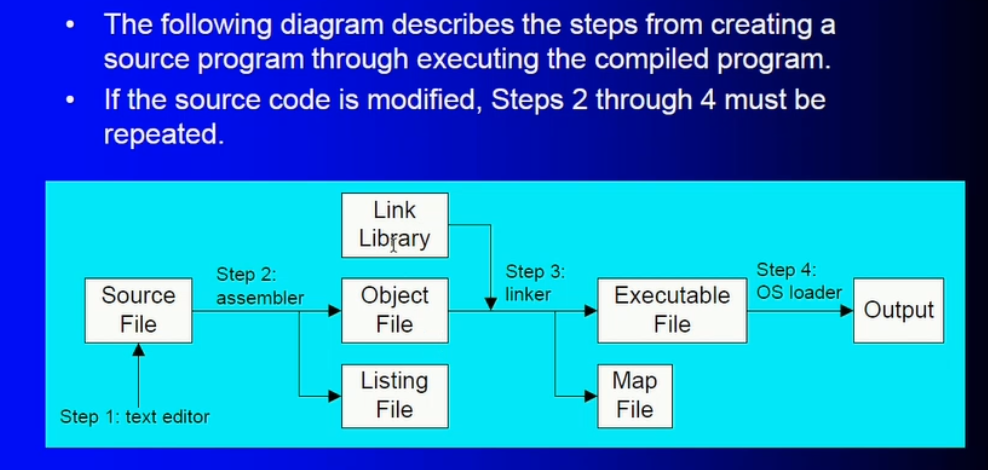 • The following diagram describes the steps from creating a
source program through executing the compiled program.
• If the source code is modified, Steps 2 through 4 must be
repeated.
Link
Library
Step 2:
assembler
Step 3:
linker
Step 4:
OS loader
Source
File
Object
File
Executable
File
Output
Listing
File
Map
File
Step 1: text editor